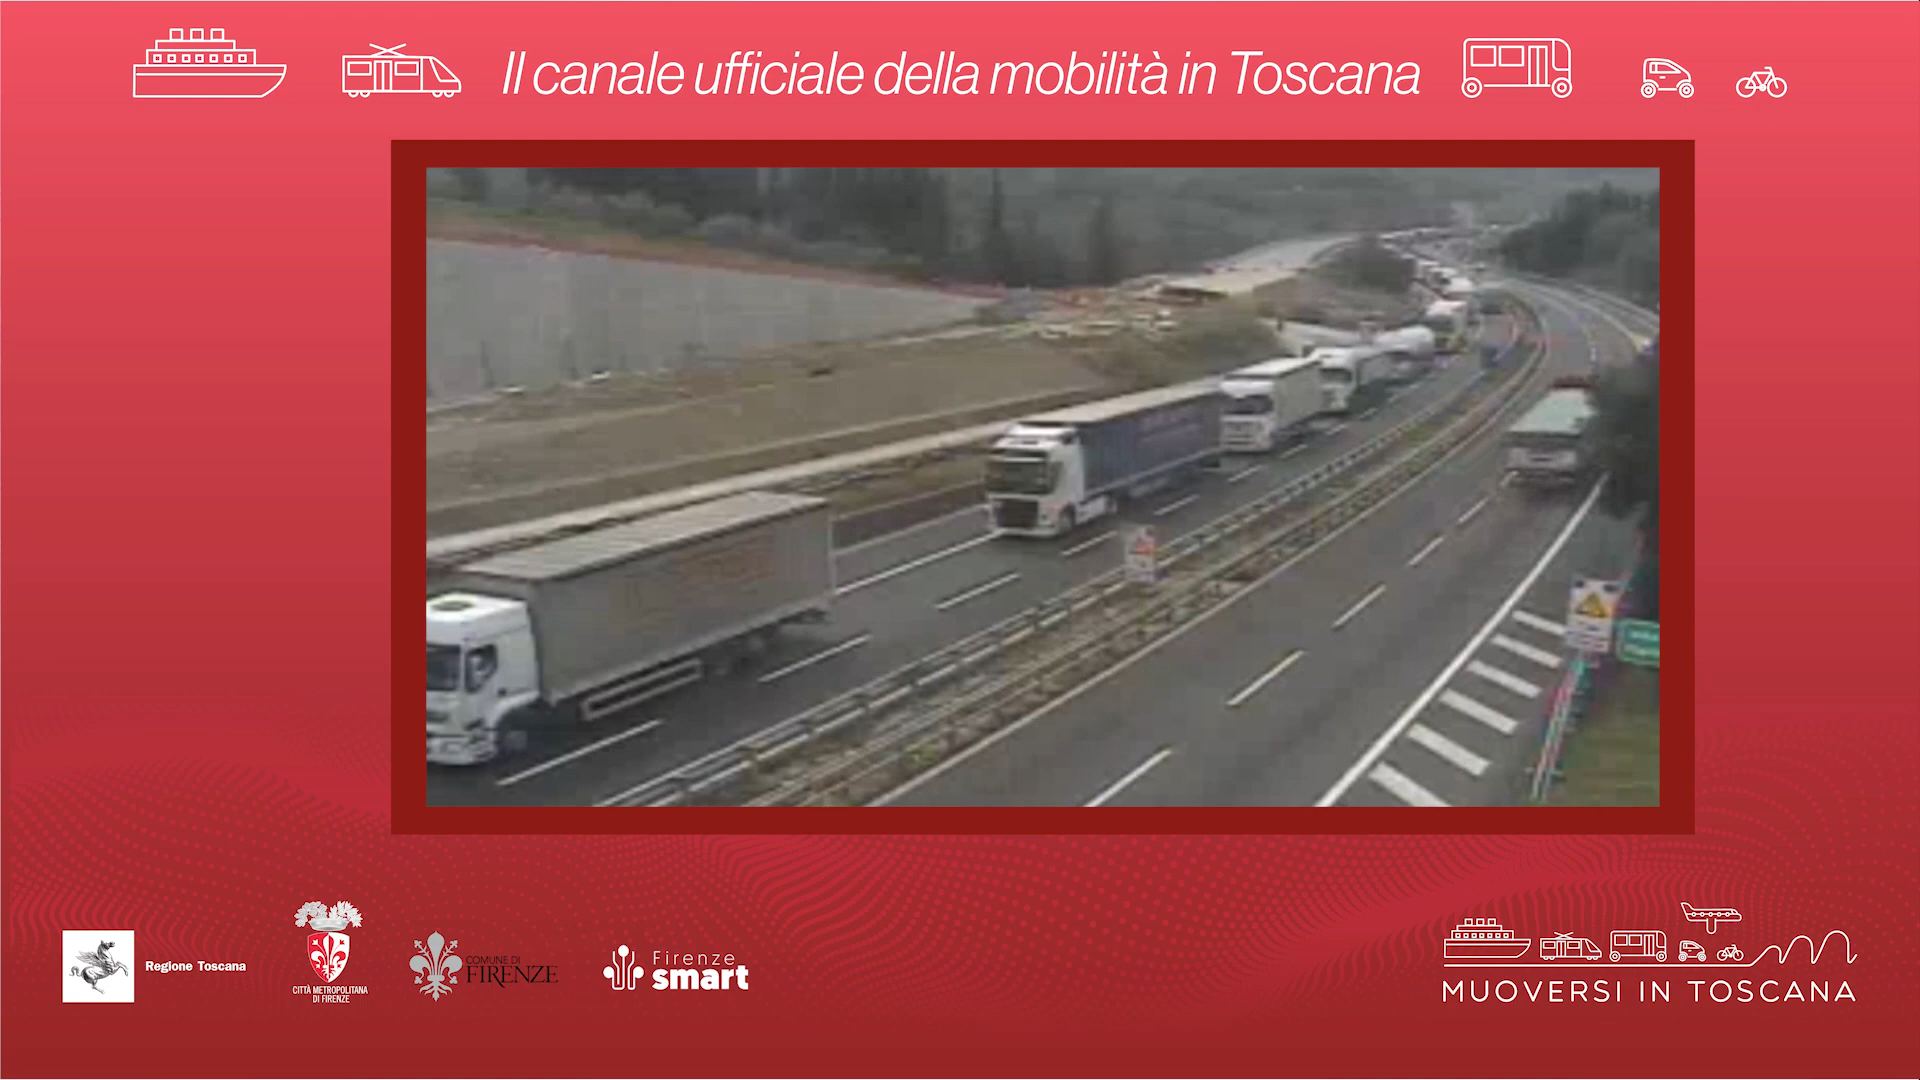 Il canale ufficiale della mobilità in Toscana
Regione Toscana
CITTÀ METROPOLITANA
DI FIRENZE
COMUNE DI
FIRENZE
Firenze
smart
MUOVERSI IN TOSCANA